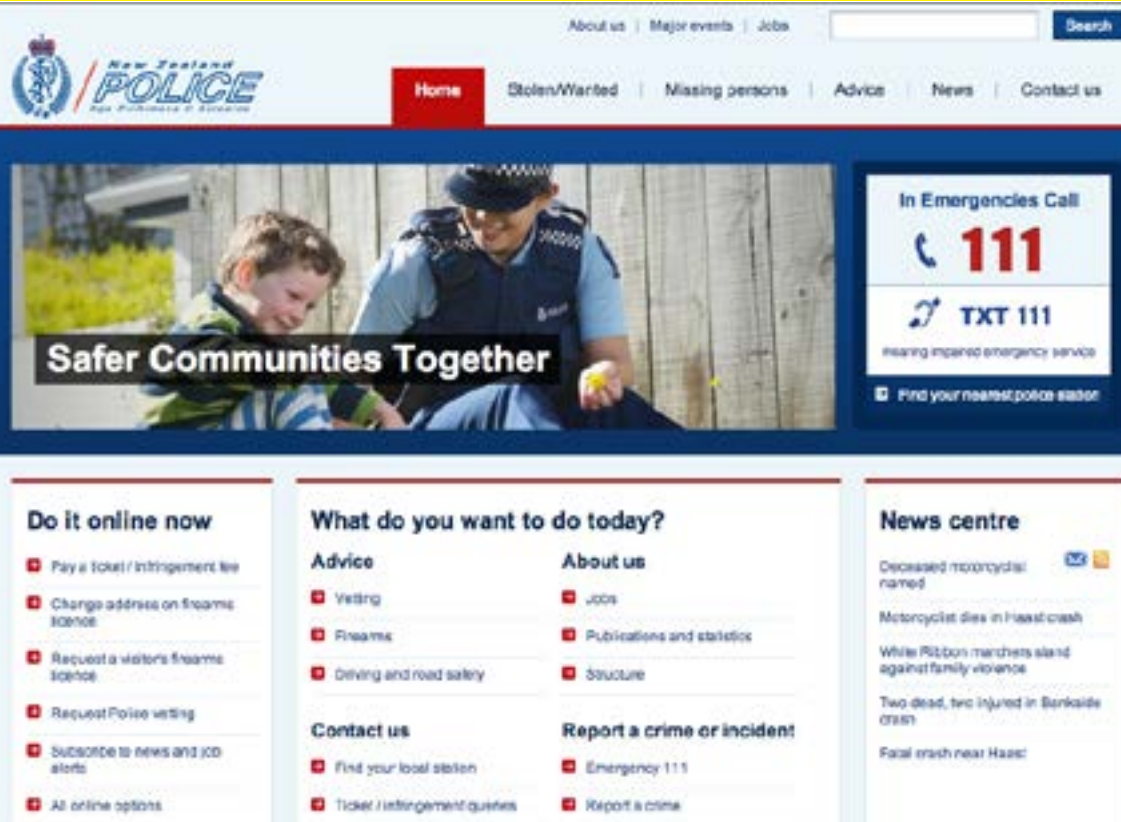 About us | Major events | Jobs
Search
New Zealand
POLICE
Home
Stolen/Wanted | Missing persons | Advice | News | Contact us
Safer Communities Together
In Emergencies Call
111
TXT 111
Hearing impaired emergency service
Find your nearest police station
Do it online now
Pay a ticket / infringement fee
Change address on firearms
licence
Request a visitor's firearms
licence
Request Police vetting
Subscribe to news and job
alerts
All online options
What do you want to do today?
Advice
Vetting
Firearms
Driving and road safety
About us
Jobs
Publications and statistics
Structure
Contact us
Find your local station
Ticket / infringement queries
Report a crime or incident
Emergency 111
Report a crime
News centre
Deceased motorcyclist
named
Motorcyclist dies in Haast crash
White Ribbon marchers stand
against family violence
Two dead, two injured in Bankside
crash
Fatal crash near Haast